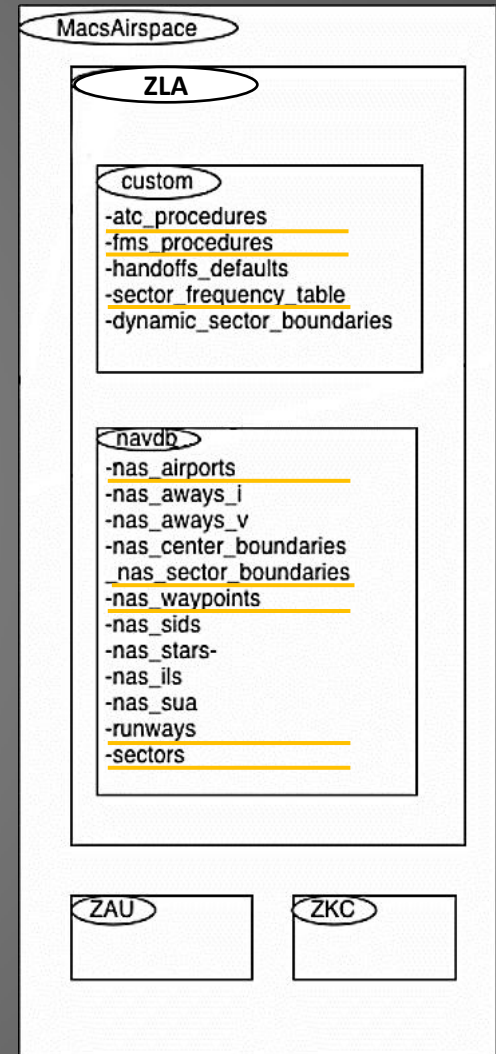 MacsAirspace
ZLA
custom
-atc_procedures
-fms_procedures
-handoffs_defaults
-sector_frequency_table
-dynamic_sector_boundaries
navdb
-nas_airports
-nas_aways_i
-nas_aways_v
-nas_center_boundaries
_nas_sector_boundaries
-nas_waypoints
-nas_sids
-nas_stars-
-nas_ils
-nas_sua
-runways
-sectors
ZAU
ZKC